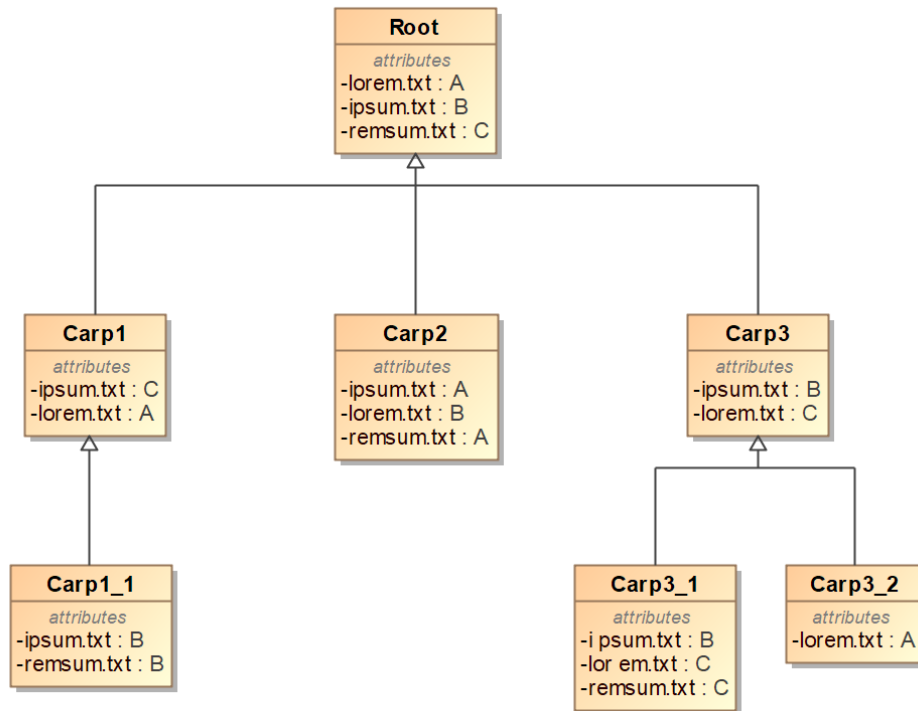 Root
attributes
-lorem.txt : A
-ipsum.txt : B
-remsum.txt : C
Carp1
attributes
-ipsum.txt : C
-lorem.txt : A
Carp2
attributes
-ipsum.txt : A
-lorem.txt : B
-remsum.txt : A
Carp3
attributes
-ipsum.txt : B
-lorem.txt : C
Carp1_1
attributes
-ipsum.txt : B
-remsum.txt : B
Carp3_1
attributes
-i psum.txt : B
-lor em.txt : C
-remsum.txt : C
Carp3_2
attributes
-lorem.txt : A